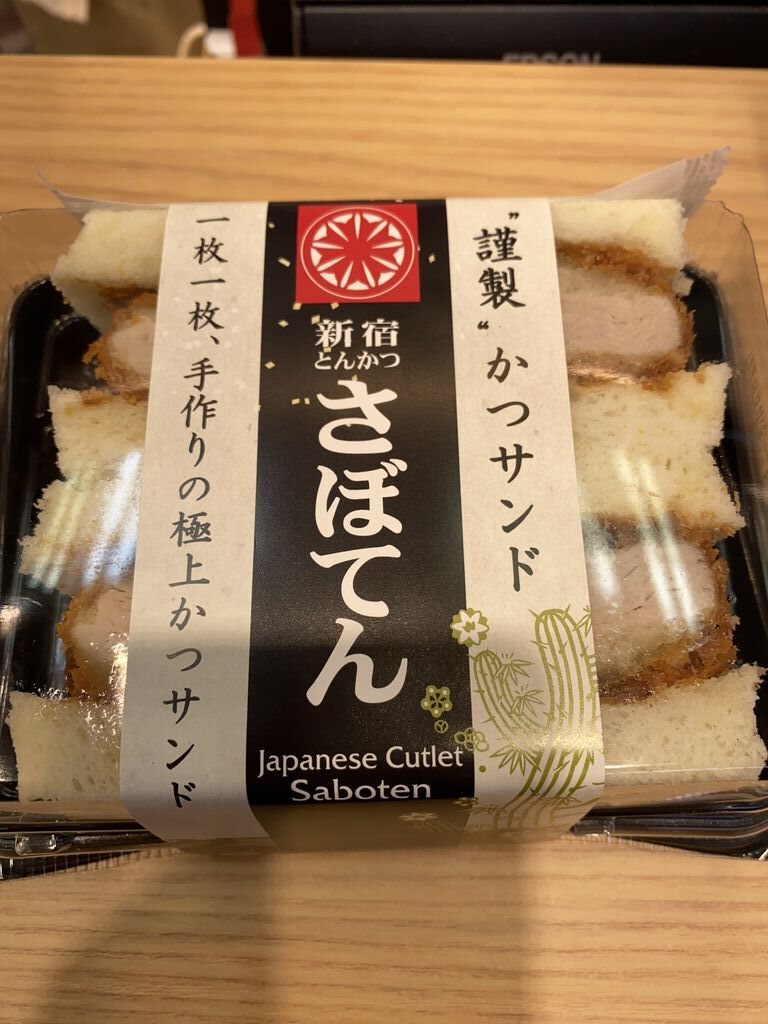 EPSON
〝謹製〟かつサンド
新宿
とんかつ
さぼてん
Japanese Cutlet
Saboten
一枚一枚、手作りの極上かつサンド